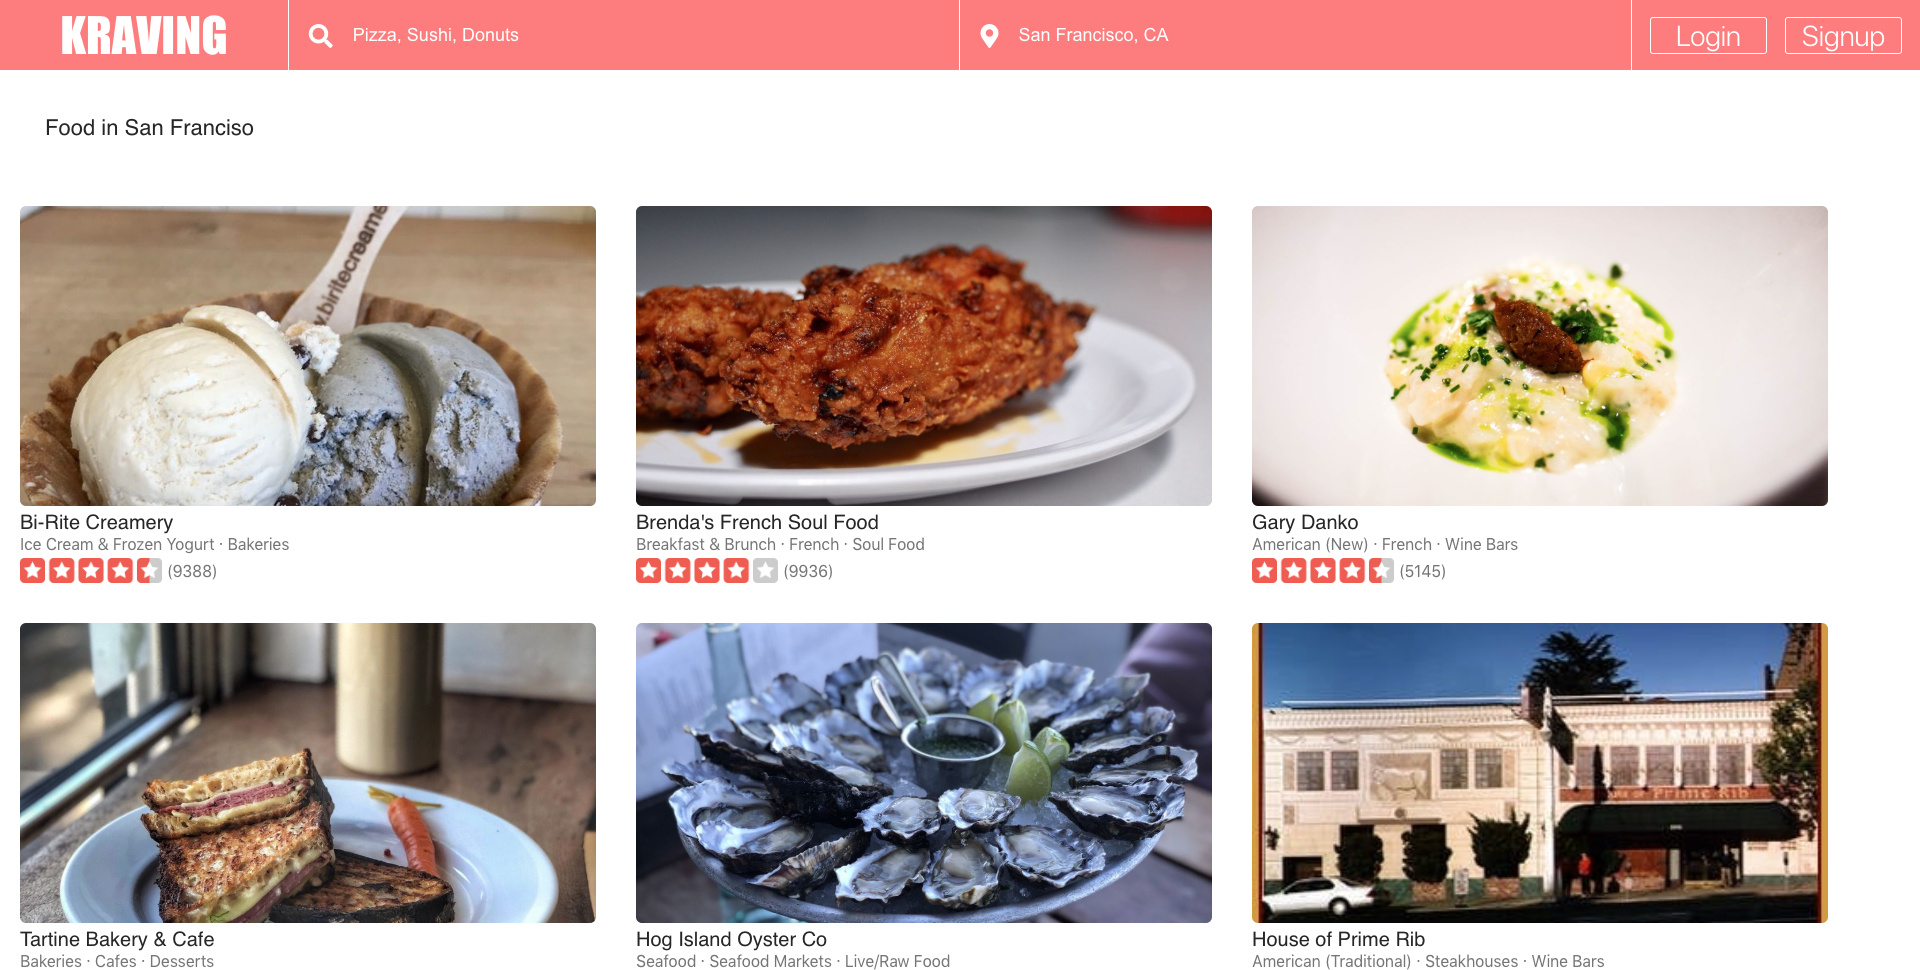 KRAVING
Pizza, Sushi, Donuts
San Francisco, CA
Login
Signup
Food in San Franciso
.biritecreame
Bi-Rite Creamery
Ice Cream & Frozen Yogurt · Bakeries
(9388)
Brenda's French Soul Food
Breakfast & Brunch · French · Soul Food
(9936)
Gary Danko
American (New) · French · Wine Bars
(5145)
Tartine Bakery & Cafe
Bakeries · Cafes · Desserts
Hog Island Oyster Co
Seafood · Seafood Markets · Live/Raw Food
Prime Rib
House of Prime Rib
American (Traditional) · Steakhouses · Wine Bars